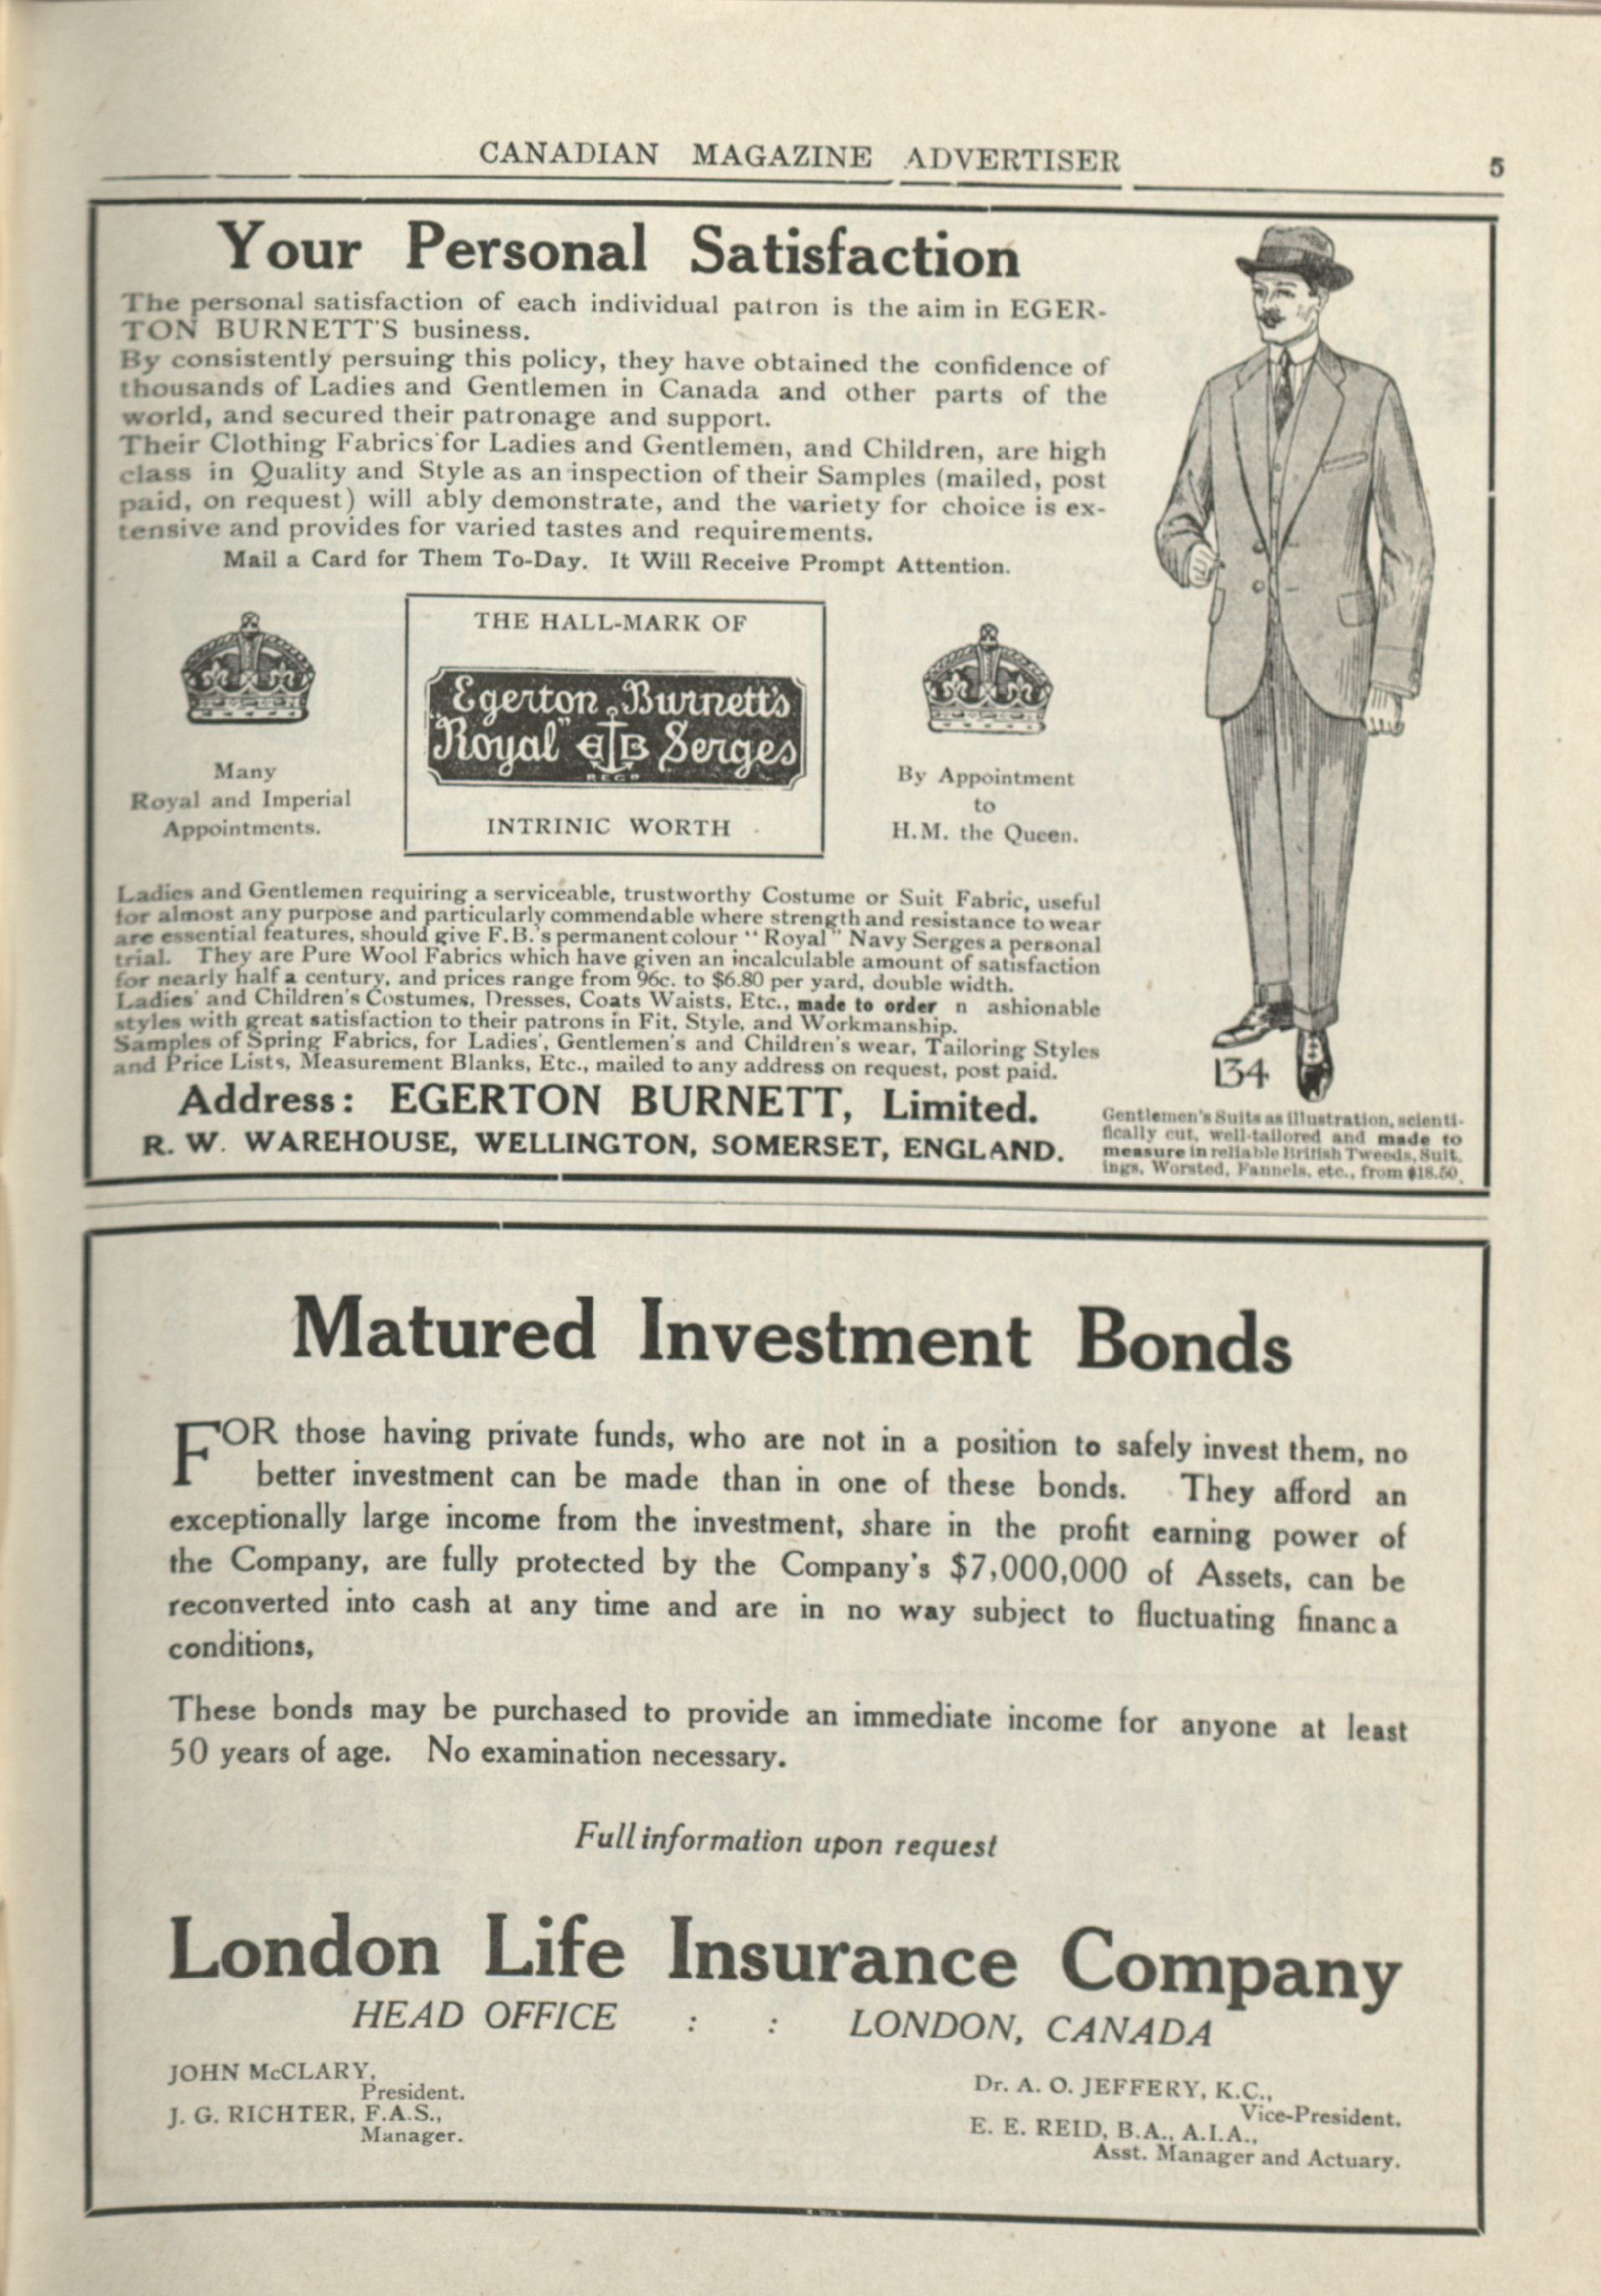 CANADIAN MAGAZINE ADVERTISER 5
Your Personal Satisfaction
The personal satisfaction of each individual patron is the aim in EGER-
TON BURNETT'S business.
By consistently persuing this policy, they have obtained the confidence of
thousands of Ladies and Gentlemen in Canada and other parts of the
world, and secured their patronage and support.
Their Clothing Fabrics for Ladies and Gentlemen, and Children, are high
class in Quality and Style as an inspection of their Samples (mailed, post
paid, on request) will ably demonstrate, and the variety for choice is ex-
tensive and provides for varied tastes and requirements.
Mail a Card for Them To-Day. It Will Receive Prompt Attention.
Many
Royal and Imperial
Appointments.
THE HALL-MARK OF
Egerton Burnett's
"Royal" EB Serges
REGD
INTRINIC WORTH
By Appointment
to
H.M. the Queen.
Ladies and Gentlemen requiring a serviceable, trustworthy Costume or Suit Fabric, useful
for almost any purpose and particularly commendable where strength and resistance to wear
are essential features, should give F.B.'s permanent colour "Royal" Navy Serges a personal
trial. They are Pure Wool Fabrics which have given an incalculable amount of satisfaction
for nearly half a century, and prices range from 96c. to $6.80 per yard, double width.
Ladies' and Children's Costumes, Dresses, Coats Waists, Etc., made to order n ashionable
styles with great satisfaction to their patrons in Fit, Style, and Workmanship.
Samples of Spring Fabrics, for Ladies', Gentlemen's and Children's wear, Tailoring Styles
and Price Lists, Measurement Blanks, Etc., mailed to any address on request, post paid.
Address: EGERTON BURNETT, Limited.
R. W. WAREHOUSE, WELLINGTON, SOMERSET, ENGLAND.
134
Gentlemen's Suits as illustration, scienti-
fically cut, well-tailored and made to
measure in reliable British Tweeds, Suit.
ings, Worsted, Fannels, etc., from $18.50.
Matured Investment Bonds
FOR those having private funds, who are not in a position to safely invest them, no
better investment can be made than in one of these bonds. They afford an
exceptionally large income from the investment, share in the profit earning power of
the Company, are fully protected by the Company's $7,000,000 of Assets, can be
reconverted into cash at any time and are in no way subject to fluctuating financ a
conditions,
These bonds may be purchased to provide an immediate income for anyone at least
50 years of age. No examination necessary.
Full information upon request
London Life Insurance Company
HEAD OFFICE : : LONDON, CANADA
JOHN McCLARY,
President.
J. G. RICHTER, F.A.S.,
Manager.
Dr. A. O. JEFFERY, K.C.,
Vice-President.
E. E. REID, B.A., A.I.A.,
Asst. Manager and Actuary.